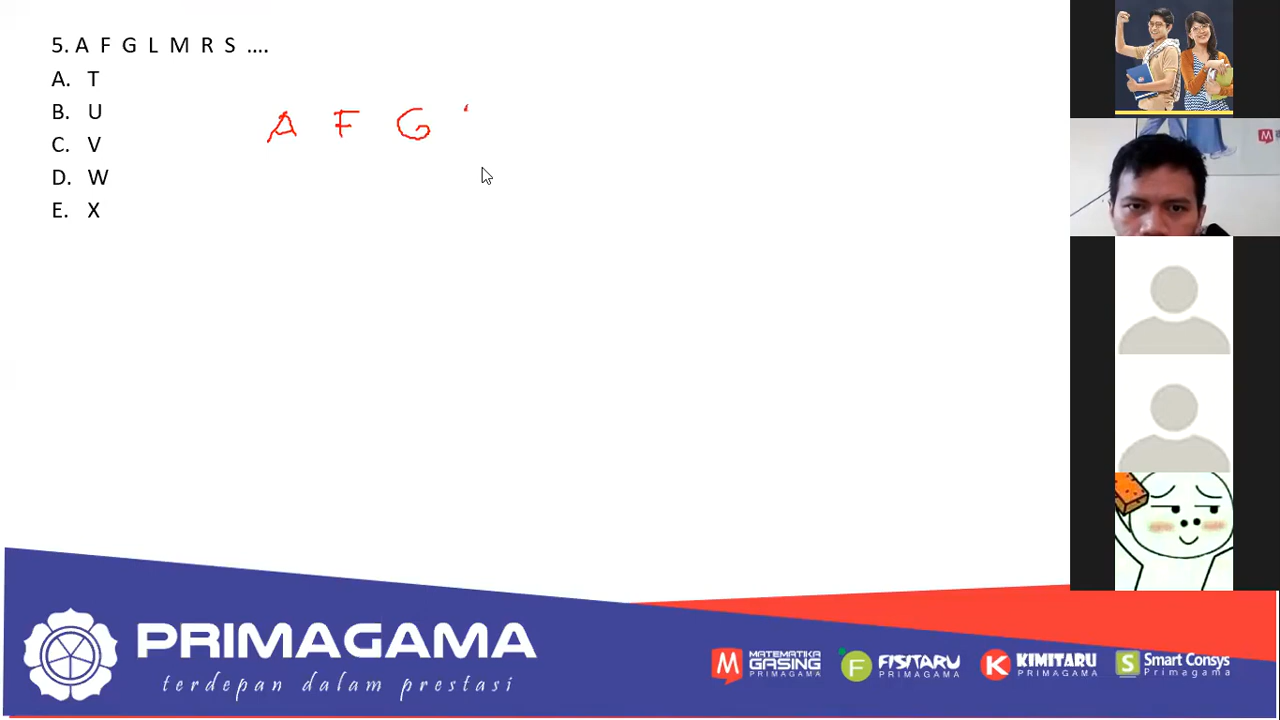 5. A F G L M R S ....
A. T
B. U
C. V
D. W
E. X
A F G
PRIMAGAMA
terdepan dalam prestasi
M MATEMATIKA GASING PRIMAGAMA
F FISITARU PRIMAGAMA
K KIMITARU PRIMAGAMA
S Smart Consys Primagama